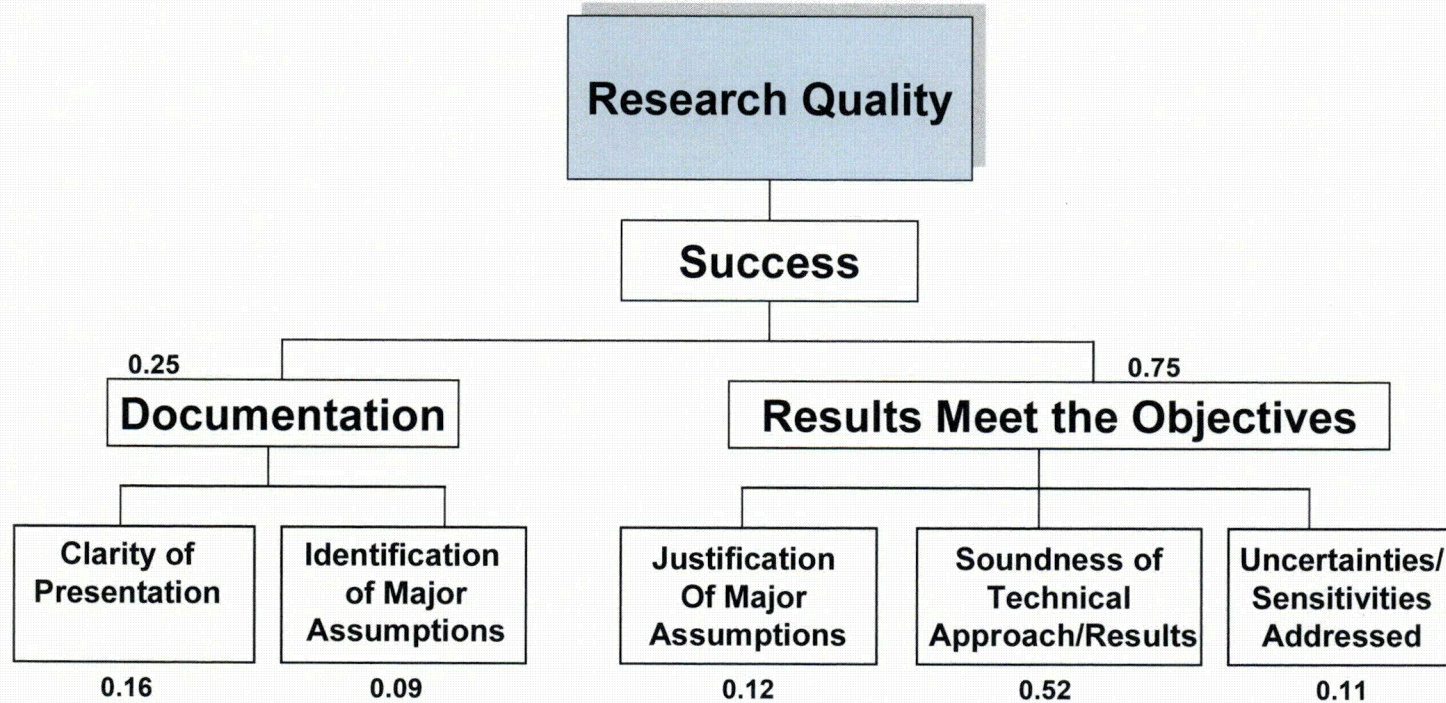 Research Quality
Success
0.25
0.75
Documentation
Results Meet the Objectives
Clarity of
Presentation
Identification
of Major
Assumptions
Justification
Of Major
Assumptions
Soundness of
Technical
Approach/Results
Uncertainties/
Sensitivities
Addressed
0.16
0.09
0.12
0.52
0.11